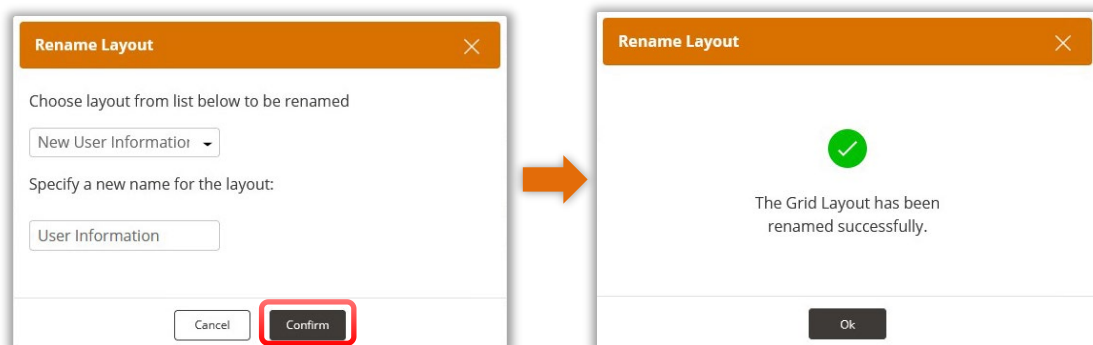 Rename Layout
Choose layout from list below to be renamed
New User Information
Specify a new name for the layout:
User Information
Cancel
Confirm
Rename Layout
The Grid Layout has been
renamed successfully.
Ok